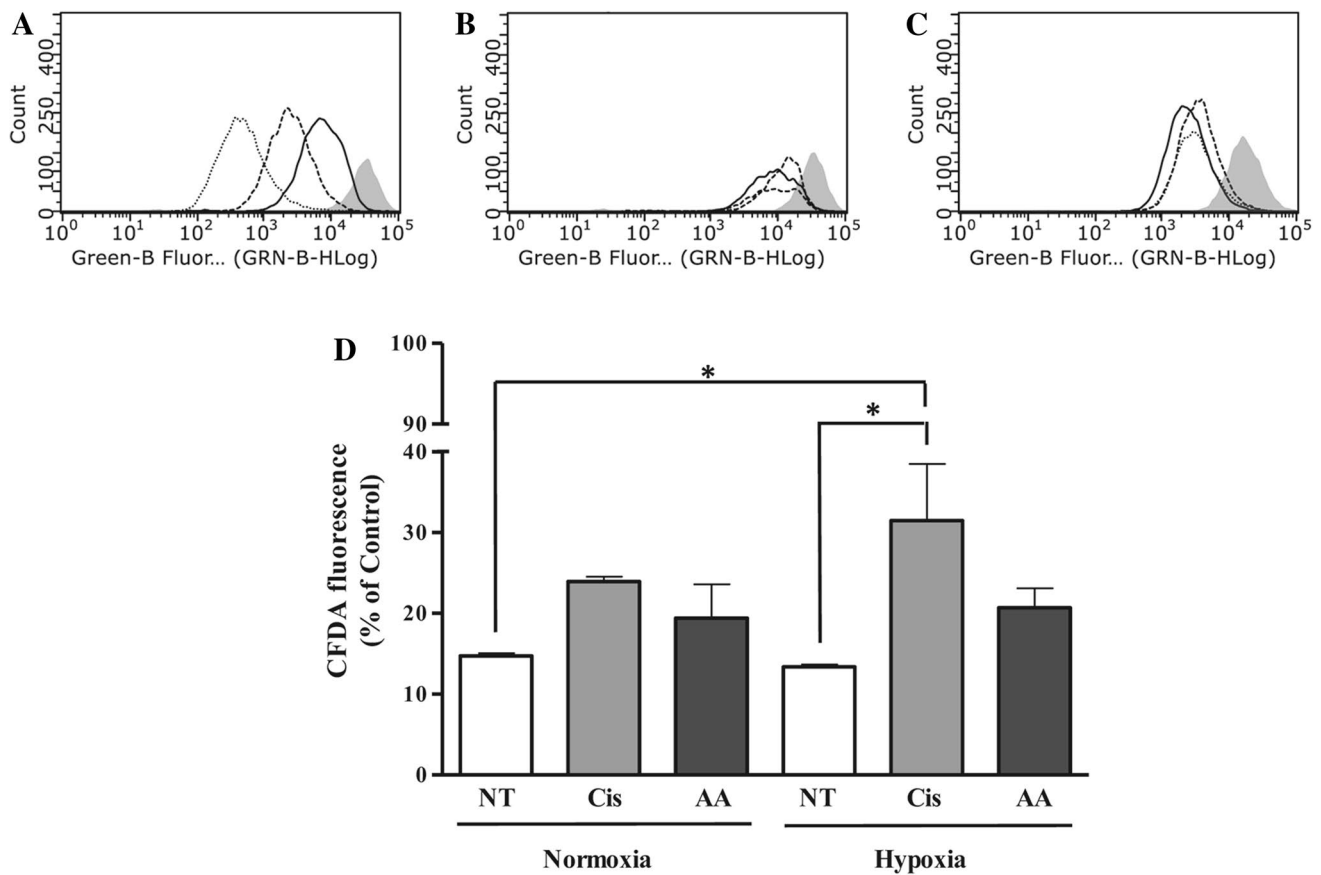 A
B
C
Count
400
250
100
0
10^0 10^1 10^2 10^3 10^4 10^5
Green-B Fluor... (GRN-B-HLog)
Count
400
250
100
0
10^0 10^1 10^2 10^3 10^4 10^5
Green-B Fluor... (GRN-B-HLog)
Count
400
250
100
0
10^0 10^1 10^2 10^3 10^4 10^5
Green-B Fluor... (GRN-B-HLog)
D
CFDA fluorescence
(% of Control)
100
90
40
30
20
10
0
*
*
NT Cis AA NT Cis AA
Normoxia Hypoxia